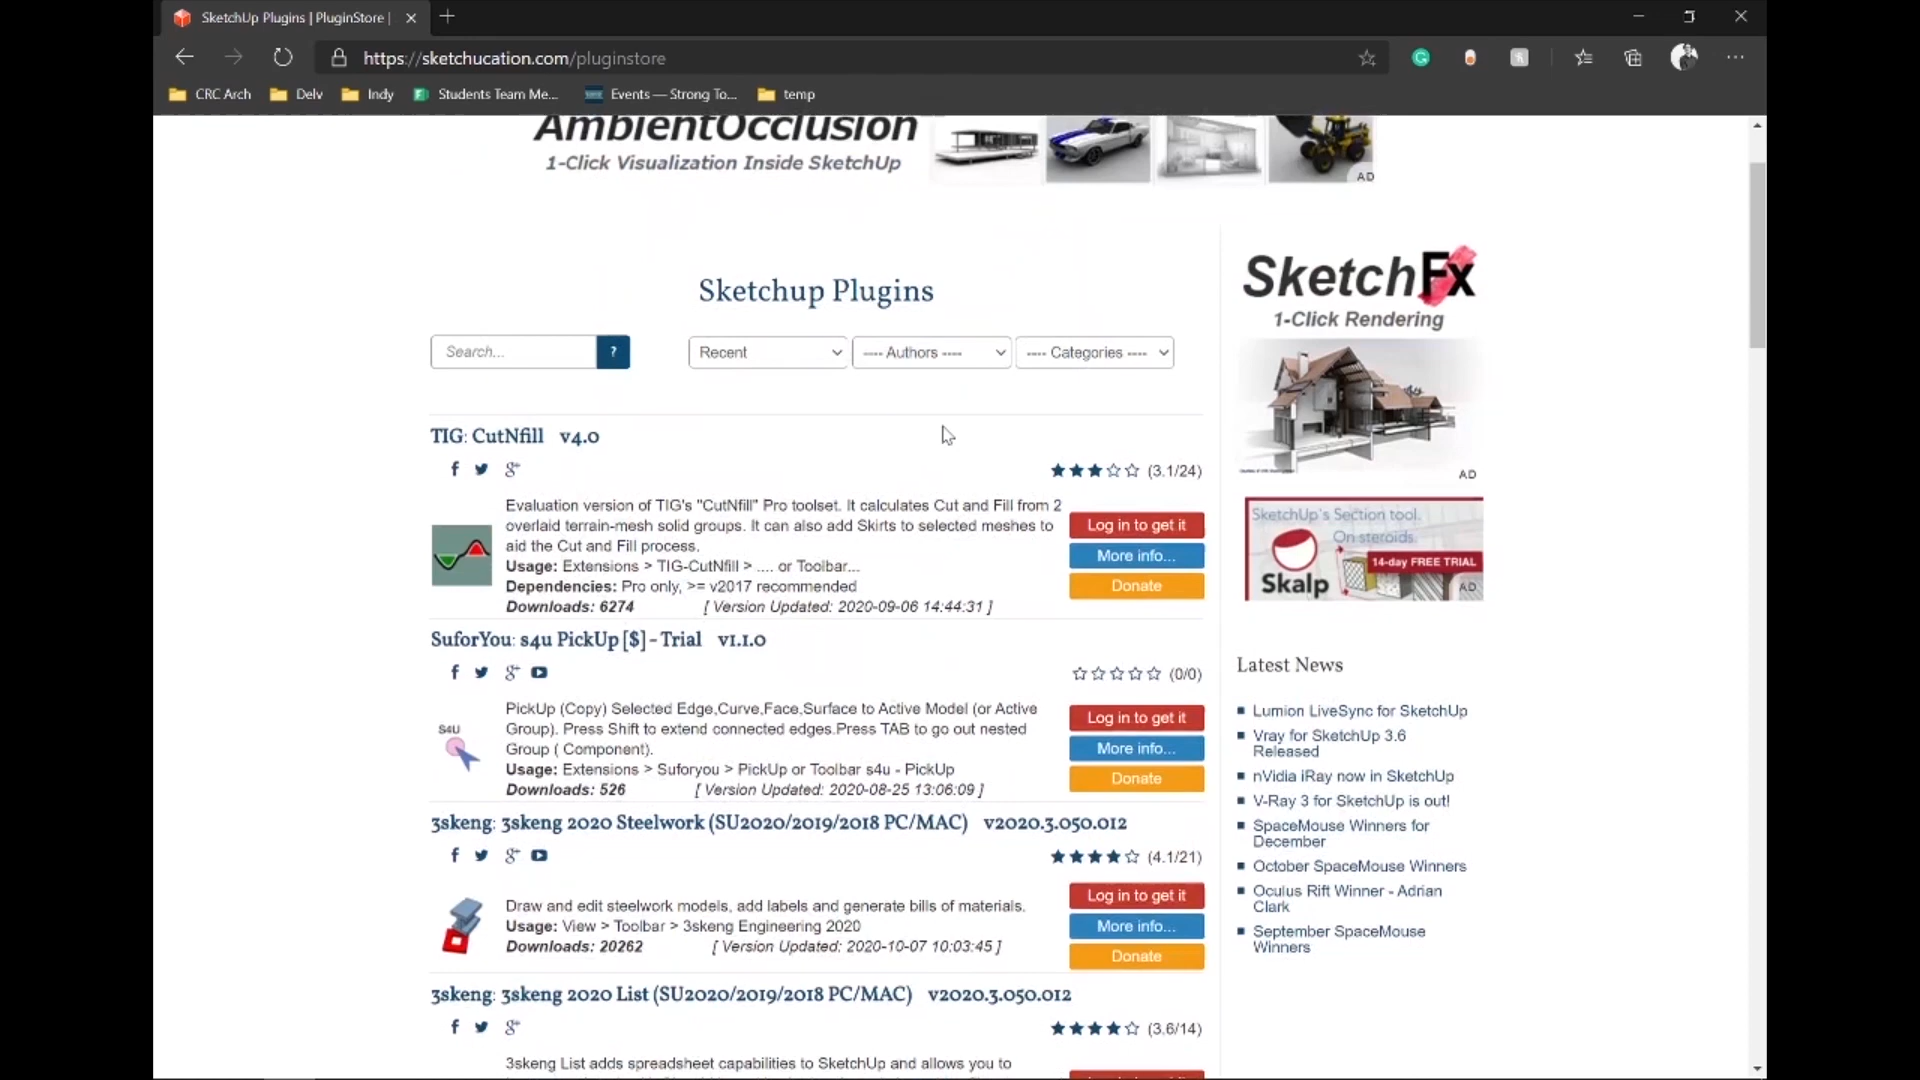 SketchUp Plugins | PluginStore |
https://sketchucation.com/pluginstore
CRC Arch
Delv
Indy
Students Team Me...
Events — Strong To...
temp
AmbientOcclusion
1-Click Visualization Inside SketchUp
AD
Sketchup Plugins
Search...
?
Recent
---- Authors ----
---- Categories ----
TIG: CutNfill v4.0
(3.1/24)
Evaluation version of TIG's "CutNfill" Pro toolset. It calculates Cut and Fill from 2
overlaid terrain-mesh solid groups. It can also add Skirts to selected meshes to
aid the Cut and Fill process.
Usage: Extensions > TIG-CutNfill > .... or Toolbar...
Dependencies: Pro only, >= v2017 recommended
Downloads: 6274 [ Version Updated: 2020-09-06 14:44:31 ]
Log in to get it
More info...
Donate
SuforYou: s4u PickUp [$] - Trial v1.1.0
(0/0)
S4U
PickUp (Copy) Selected Edge,Curve,Face,Surface to Active Model (or Active
Group). Press Shift to extend connected edges.Press TAB to go out nested
Group ( Component).
Usage: Extensions > Suforyou > PickUp or Toolbar s4u - PickUp
Downloads: 526 [ Version Updated: 2020-08-25 13:06:09 ]
Log in to get it
More info...
Donate
3skeng: 3skeng 2020 Steelwork (SU2020/2019/2018 PC/MAC) v2020.3.050.012
(4.1/21)
Draw and edit steelwork models, add labels and generate bills of materials.
Usage: View > Toolbar > 3skeng Engineering 2020
Downloads: 20262 [ Version Updated: 2020-10-07 10:03:45 ]
Log in to get it
More info...
Donate
3skeng: 3skeng 2020 List (SU2020/2019/2018 PC/MAC) v2020.3.050.012
(3.6/14)
3skeng List adds spreadsheet capabilities to SketchUp and allows you to
SketchFx
1-Click Rendering
AD
SketchUp's Section tool.
On steroids.
14-day FREE TRIAL
Skalp
AD
Latest News
Lumion LiveSync for SketchUp
Vray for SketchUp 3.6
Released
nVidia iRay now in SketchUp
V-Ray 3 for SketchUp is out!
SpaceMouse Winners for
December
October SpaceMouse Winners
Oculus Rift Winner - Adrian
Clark
September SpaceMouse
Winners